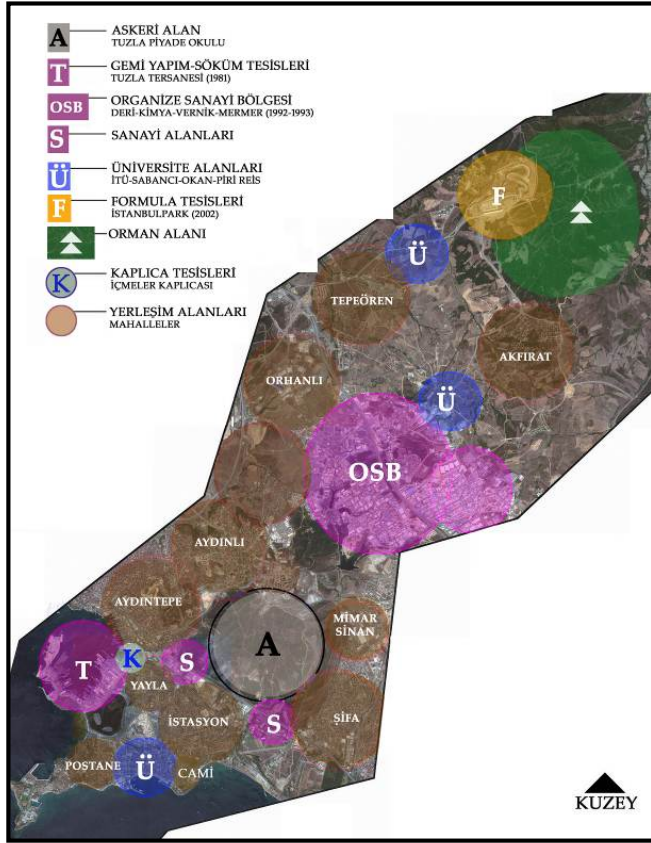 A ASKERİ ALAN
TUZLA PİYADE OKULU
T GEMİ YAPIM-SÖKÜM TESİSLERİ
TUZLA TERSANESİ (1981)
OSB ORGANİZE SANAYİ BÖLGESİ
DERİ-KİMYA-VERNİK-MERMER (1992-1993)
S SANAYİ ALANLARI
Ü ÜNİVERSİTE ALANLARI
İTÜ-SABANCI-OKAN-PİRİ REİS
F FORMULA TESİSLERİ
İSTANBULPARK (2002)
ORMAN ALANI
K KAPLICA TESİSLERİ
İÇMELER KAPLICASI
YERLEŞİM ALANLARI
MAHALLELER
F
Ü
TEPEÖREN
AKFIRAT
ORHANLI
Ü
OSB
AYDINLI
AYDINTEPE
MİMAR
SİNAN
A
T
K
S
YAYLA
İSTASYON
S
ŞİFA
POSTANE
Ü
CAMİ
KUZEY